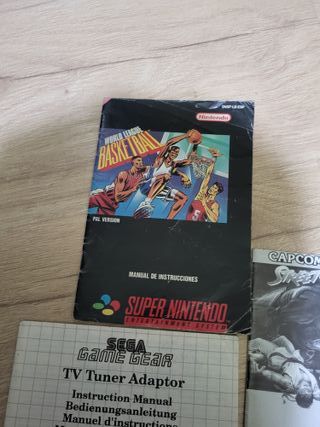 SNSP-LB-ESP
Nintendo
WORLD LEAGUE
BASKETBALL
PAL VERSION
MANUAL DE INSTRUCCIONES
SUPER NINTENDO
ENTERTAINMENT SYSTEM
CAPCOM
STREET
SEGA
GAME GEAR
TV Tuner Adaptor
Instruction Manual
Bedienungsanleitung
Manuel d'instructions